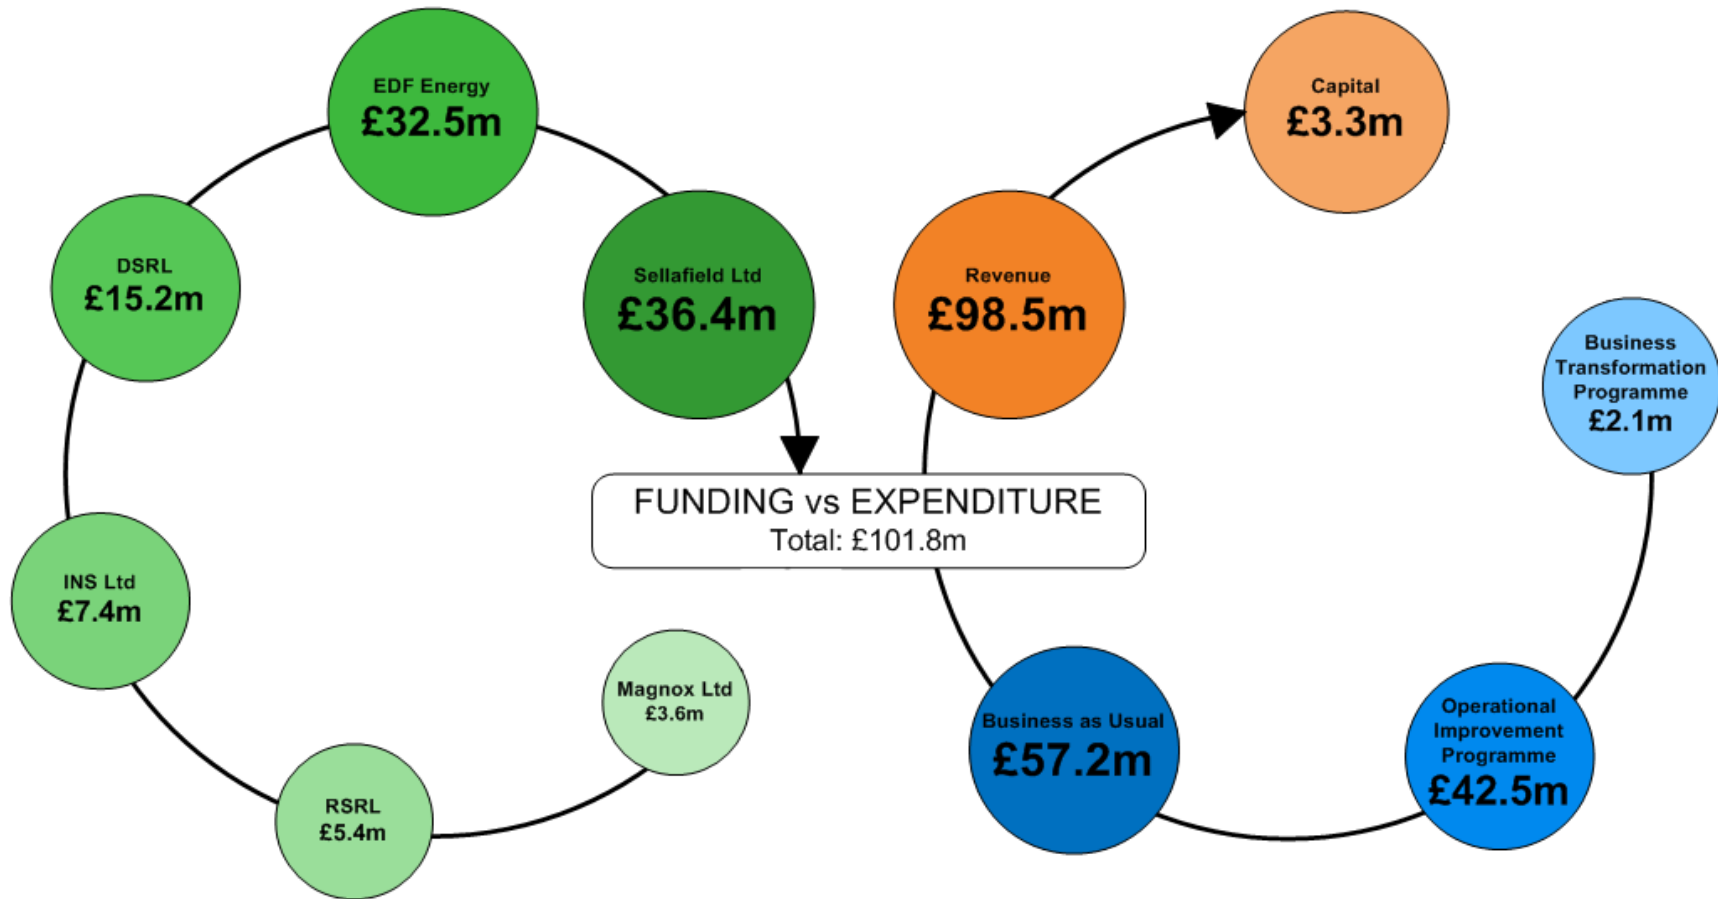 EDF Energy
£32.5m
DSRL
£15.2m
Sellafield Ltd
£36.4m
INS Ltd
£7.4m
RSRL
£5.4m
Magnox Ltd
£3.6m
FUNDING vs EXPENDITURE
Total: £101.8m
Capital
£3.3m
Revenue
£98.5m
Business as Usual
£57.2m
Operational
Improvement
Programme
£42.5m
Business
Transformation
Programme
£2.1m